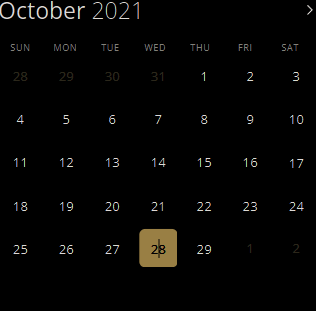 October 2021
SUN MON TUE WED THU FRI SAT
28 29 30 31 1 2 3
4 5 6 7 8 9 10
11 12 13 14 15 16 17
18 19 20 21 22 23 24
25 26 27 28 29 1 2